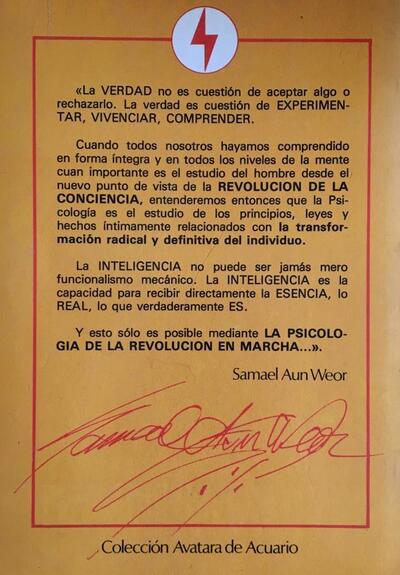 «La VERDAD no es cuestión de aceptar algo o
rechazarlo. La verdad es cuestión de EXPERIMEN-
TAR, VIVENCIAR, COMPRENDER.
Cuando todos nosotros hayamos comprendido
en forma íntegra y en todos los niveles de la mente
cuan importante es el estudio del hombre desde el
nuevo punto de vista de la REVOLUCION DE LA
CONCIENCIA, entenderemos entonces que la Psi-
cología es el estudio de los principios, leyes y
hechos íntimamente relacionados con la transfor-
mación radical y definitiva del individuo.
La INTELIGENCIA no puede ser jamás mero
funcionalismo mecánico. La INTELIGENCIA es la
capacidad para recibir directamente la ESENCIA, lo
REAL, lo que verdaderamente ES.
Y esto sólo es posible mediante LA PSICOLO-
GIA DE LA REVOLUCION EN MARCHA...».
Samael Aun Weor
Samael Aun Weor
Colección Avatara de Acuario